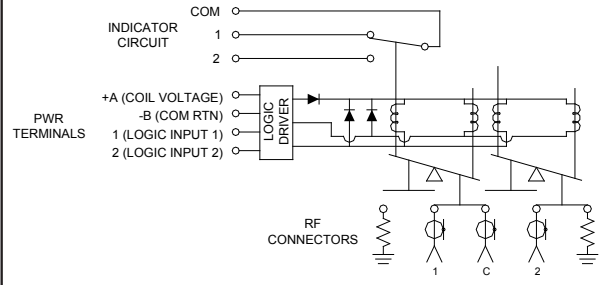 COM
INDICATOR
CIRCUIT
1
2
+A (COIL VOLTAGE)
-B (COM RTN)
1 (LOGIC INPUT 1)
2 (LOGIC INPUT 2)
PWR
TERMINALS
LOGIC
DRIVER
RF
CONNECTORS
1
C
2